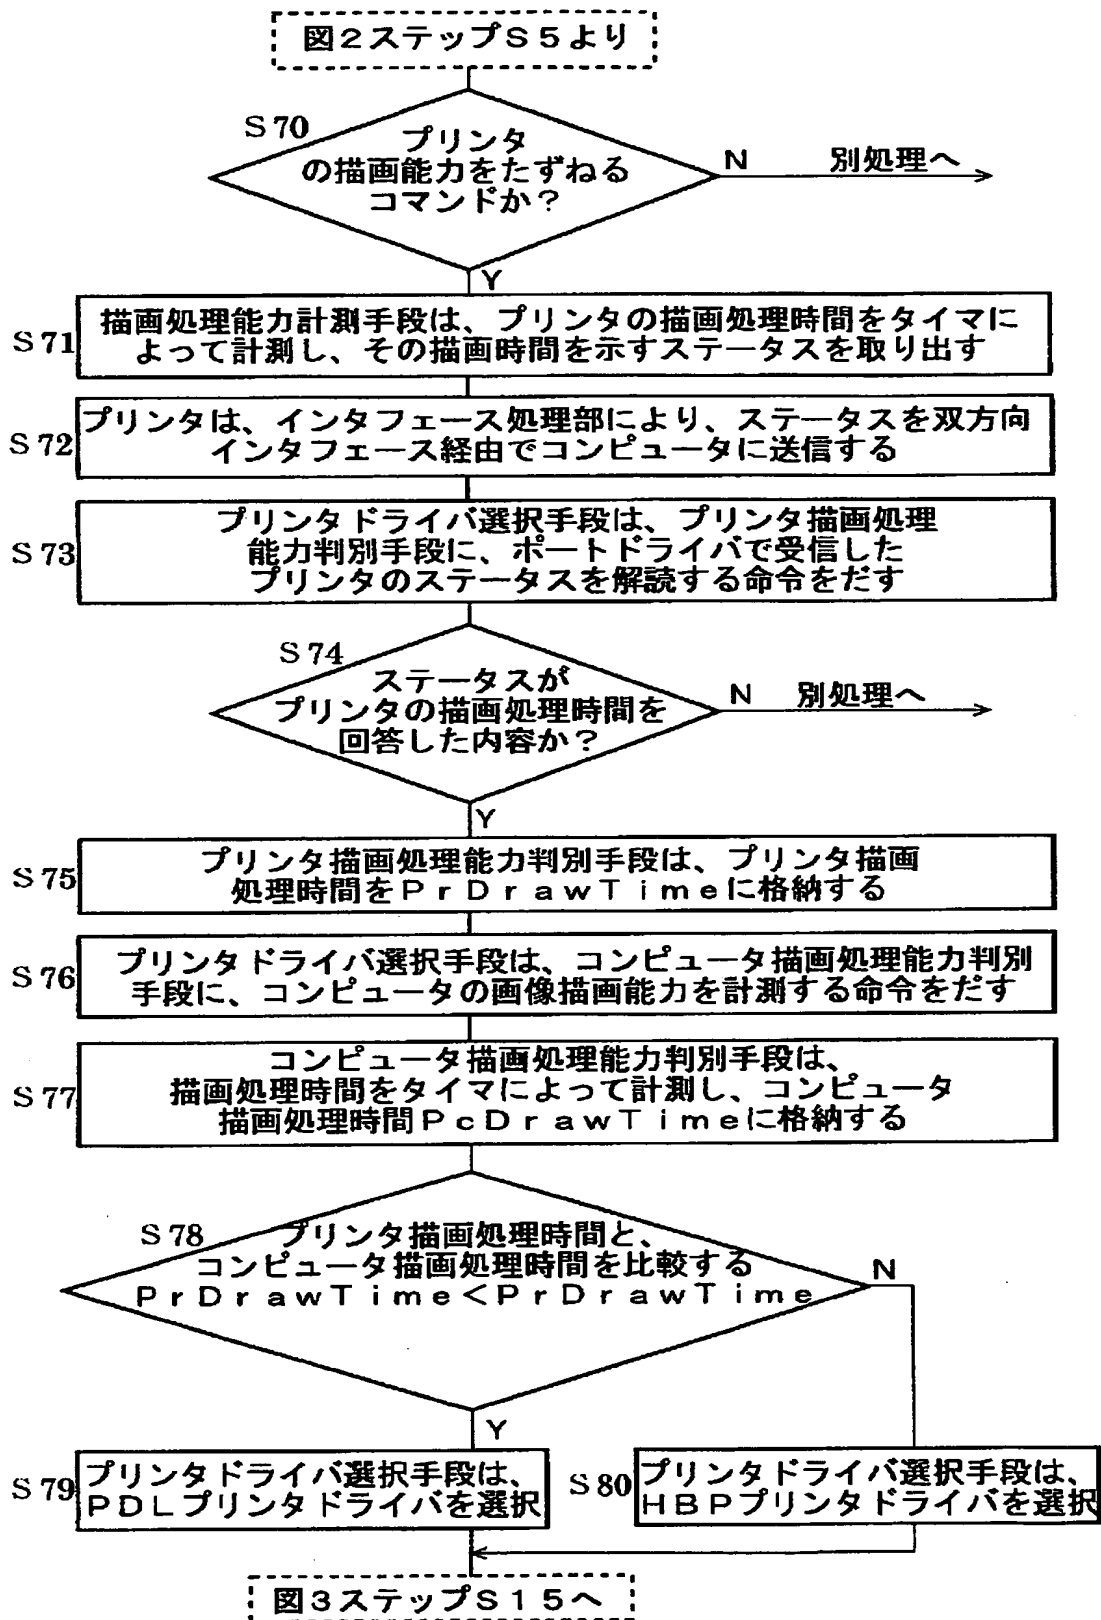 図2ステップS5より
S70
プリンタ
の描画能力をたずねる
コマンドか？
N 別処理へ
Y
S71
描画処理能力計測手段は、プリンタの描画処理時間をタイマに
よって計測し、その描画時間を示すステータスを取り出す
S72
プリンタは、インタフェース処理部により、ステータスを双方向
インタフェース経由でコンピュータに送信する
S73
プリンタドライバ選択手段は、プリンタ描画処理
能力判別手段に、ポートドライバで受信した
プリンタのステータスを解読する命令をだす
S74
ステータスが
プリンタの描画処理時間を
回答した内容か？
N 別処理へ
Y
S75
プリンタ描画処理能力判別手段は、プリンタ描画
処理時間をPrDrawTimeに格納する
S76
プリンタドライバ選択手段は、コンピュータ描画処理能力判別
手段に、コンピュータの画像描画能力を計測する命令をだす
S77
コンピュータ描画処理能力判別手段は、
描画処理時間をタイマによって計測し、コンピュータ
描画処理時間PcDrawTimeに格納する
S78
プリンタ描画処理時間と、
コンピュータ描画処理時間を比較する
PrDrawTime<PrDrawTime
N
Y
S79
プリンタドライバ選択手段は、
PDLプリンタドライバを選択
S80
プリンタドライバ選択手段は、
HBPプリンタドライバを選択
図3ステップS15へ